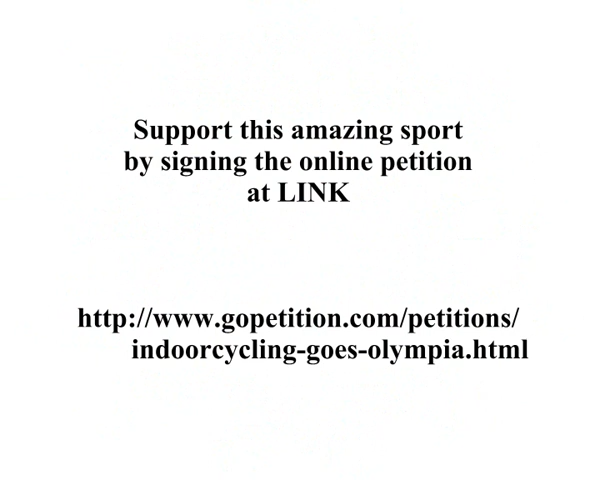 Support this amazing sport
by signing the online petition
at LINK
http://www.gopetition.com/petitions/
indoorcycling-goes-olympia.html